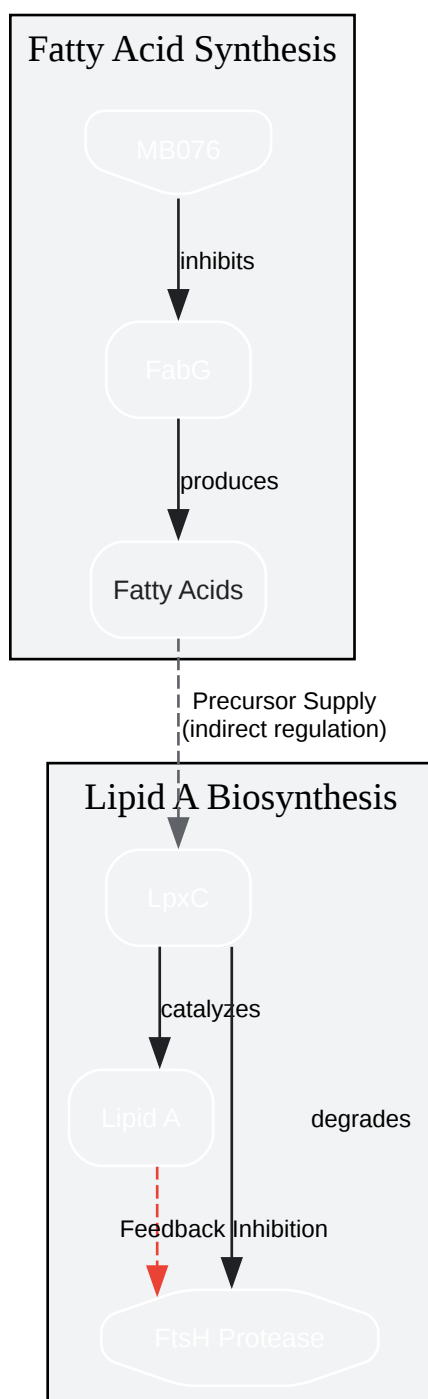 Fatty Acid Synthesis
MB076
inhibits
FabG
produces
Fatty Acids
Precursor Supply
(indirect regulation)
Lipid A Biosynthesis
LpxC
catalyzes
Lipid A
degrades
Feedback Inhibition
FtsH Protease